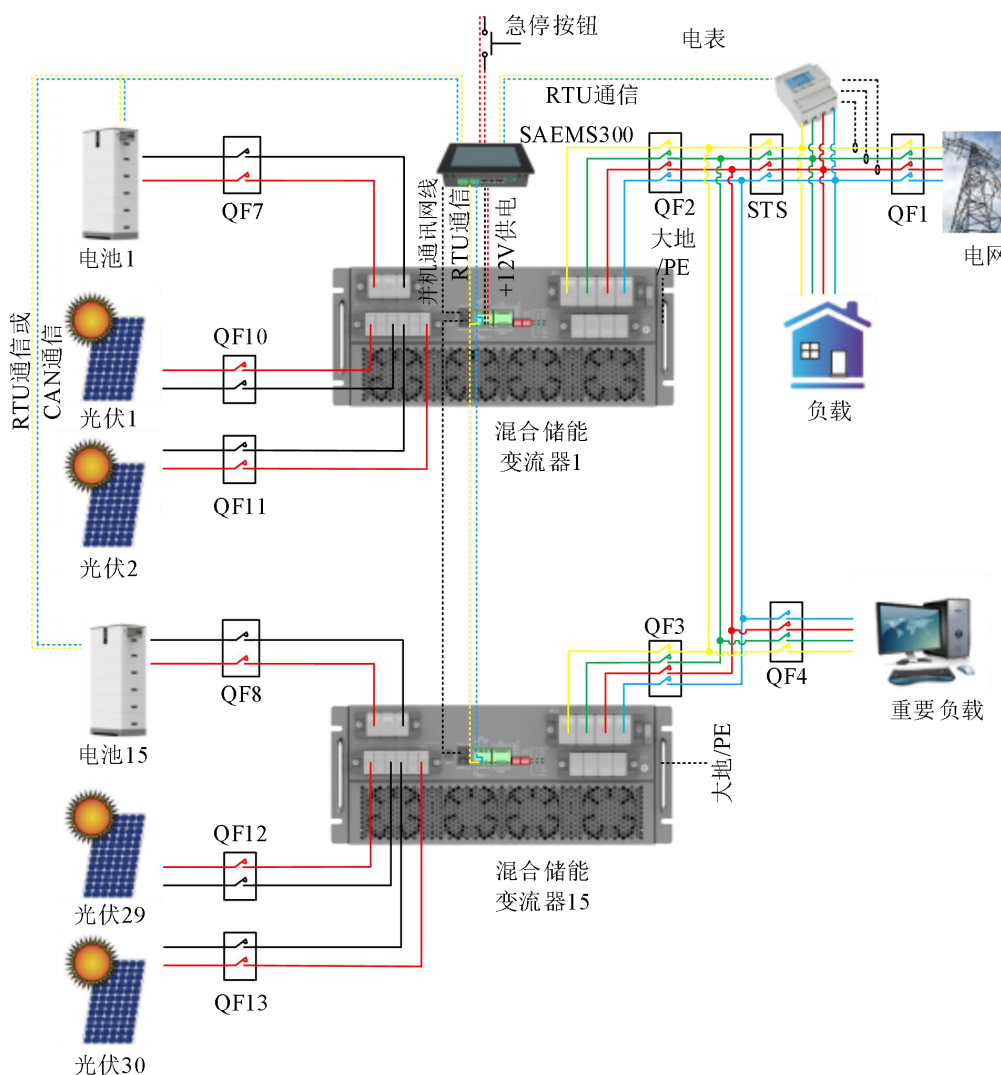 急停按钮
电表
RTU通信
SAEMS300
QF7
QF2
大地
/PE
STS
QF1
电池1
电网
并机通讯网线
RTU通信
+12V供电
RTU通信或
CAN通信
QF10
光伏1
负载
混合储能
变流器1
QF11
光伏2
QF8
QF3
QF4
重要负载
电池15
大地/PE
QF12
混合储能
变流器15
光伏29
QF13
光伏30